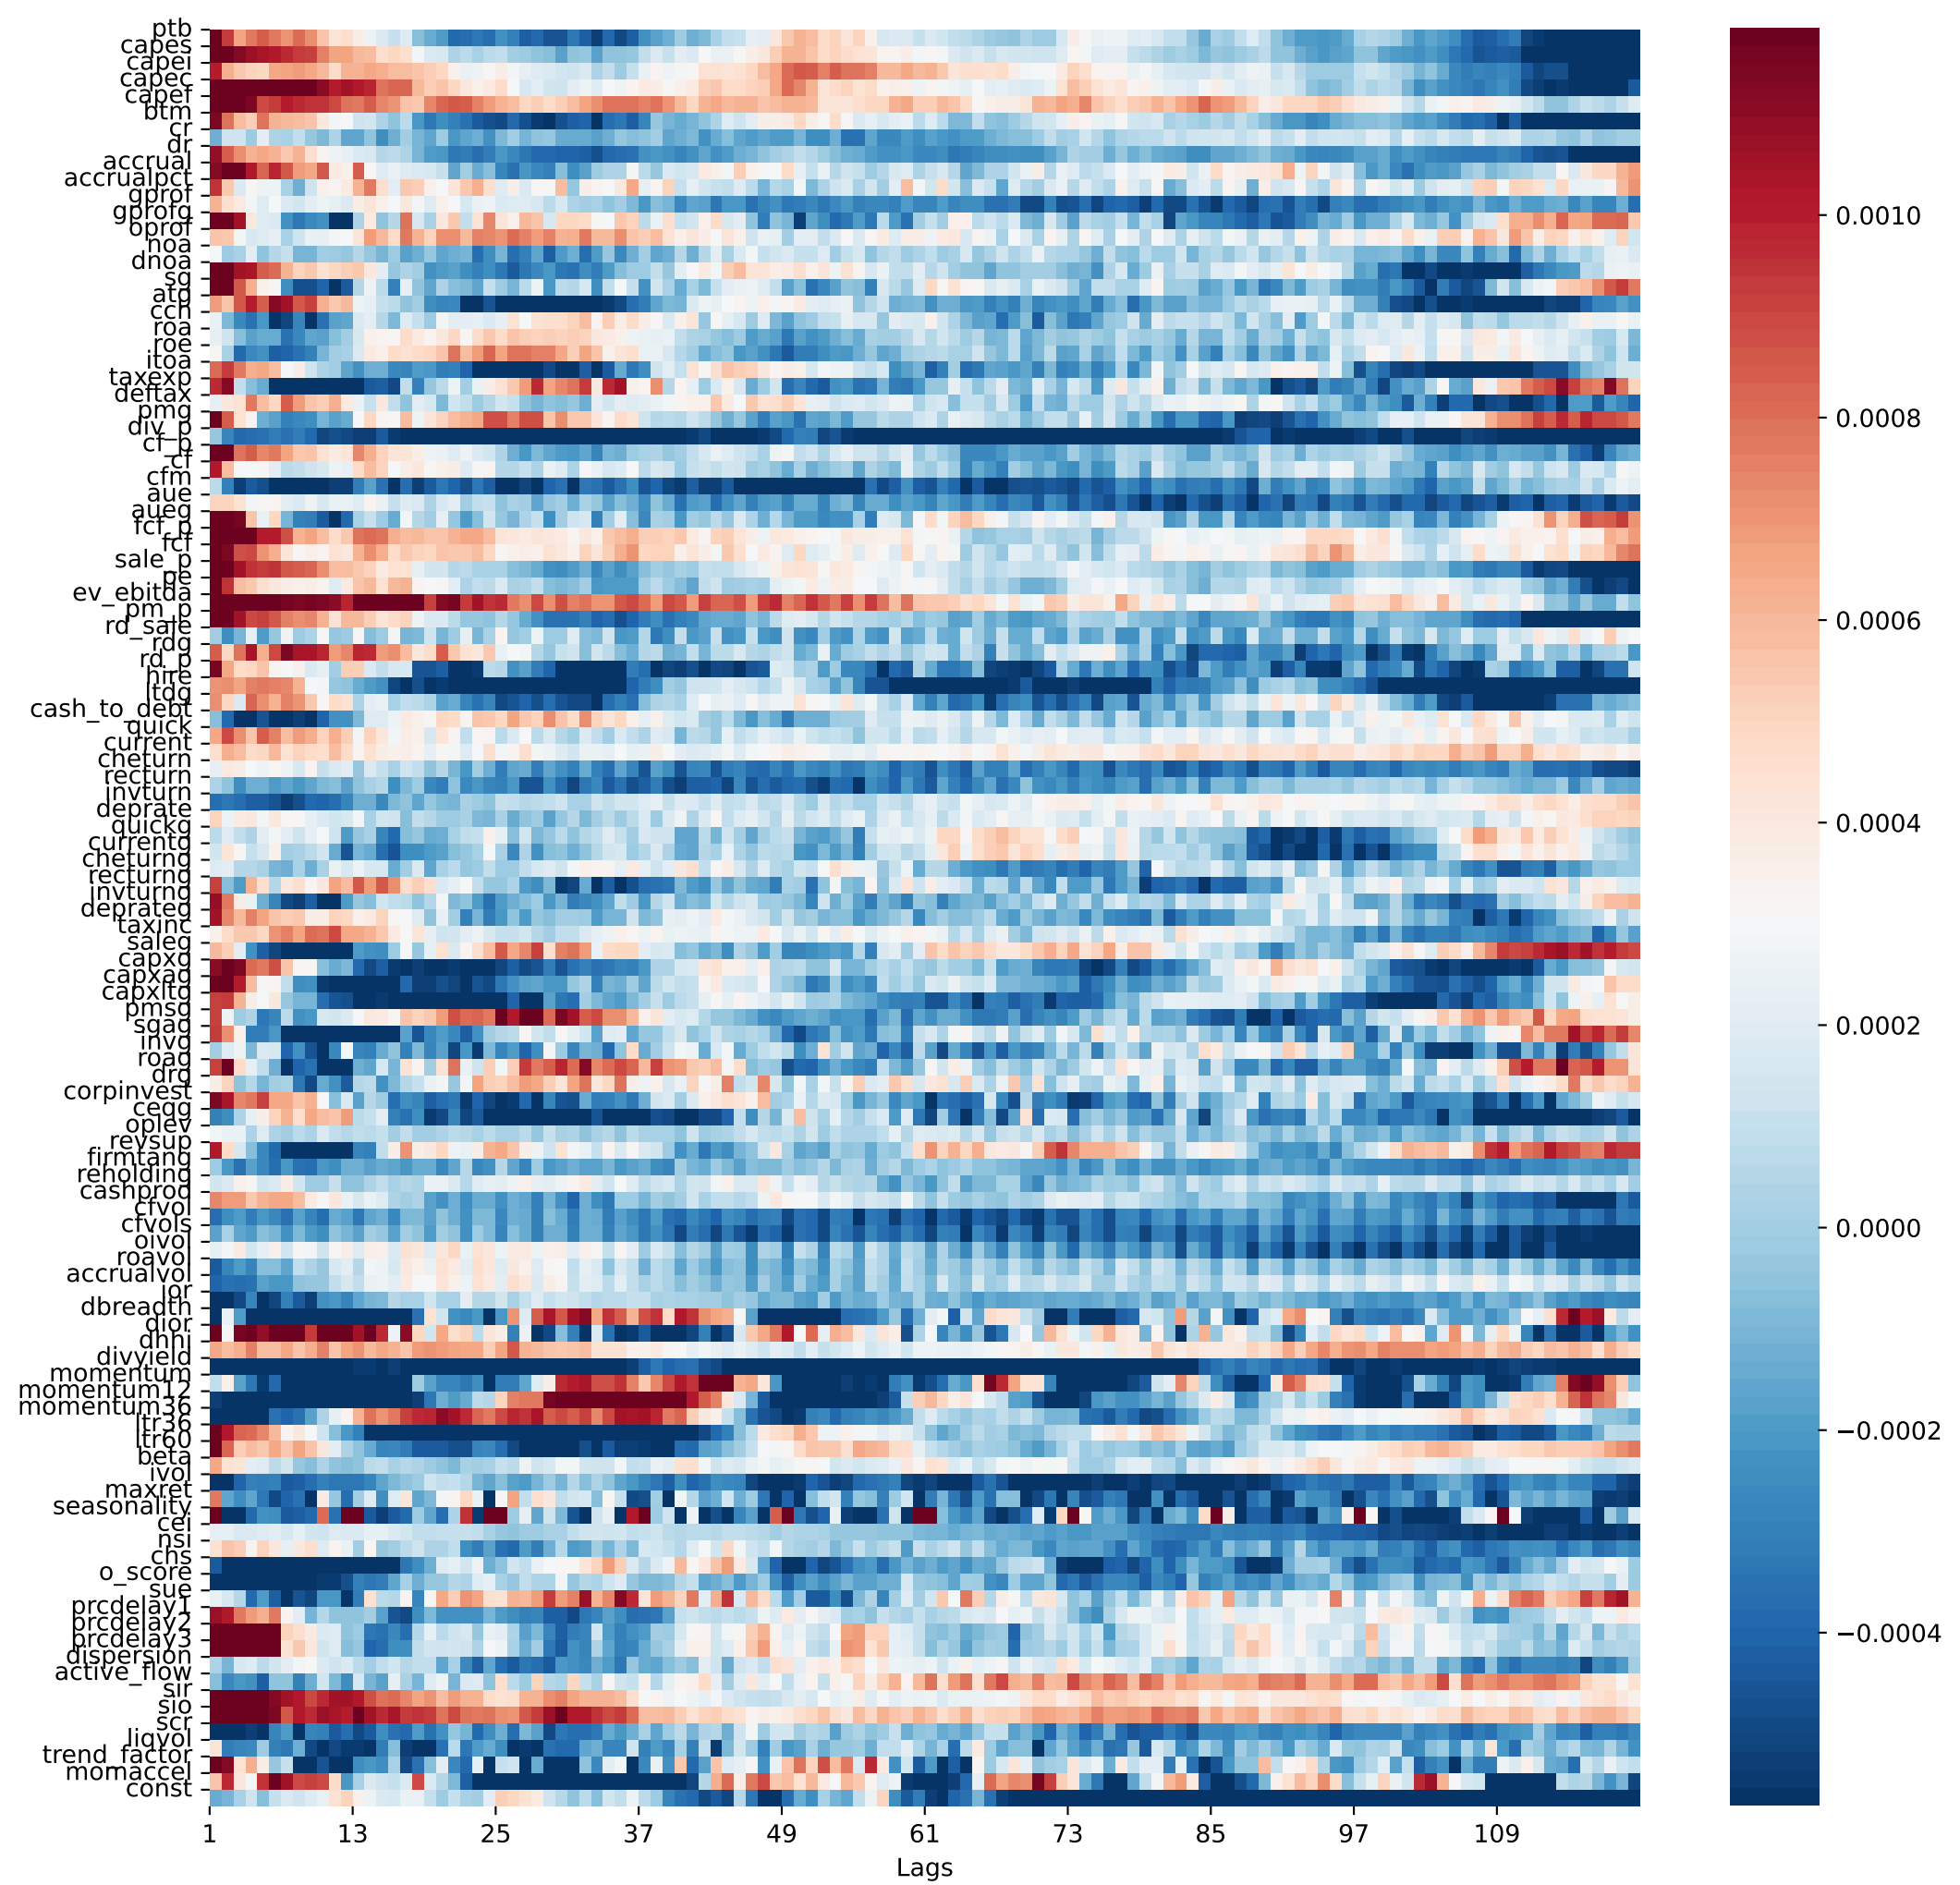 ptb
capes
capei
capec
capef
btm
cr
dr
accrual
accrualpct
gprof
gprofg
oprof
noa
dnoa
sg
atg
ccn
roa
roe
itoa
taxexp
deftax
pmg
div_p
cf_p
cf
cfm
aue
aueg
fcf_p
fcf
sale_p
pe
ev_ebitda
pm_p
rd_sale
rdg
rd_p
hire
ltdg
cash_to_debt
quick
current
cheturn
recturn
invturn
deprate
quickg
currentg
cheturng
recturng
invturng
deprateg
taxinc
saleg
capxg
capxag
capxitg
pmsg
sgag
invg
roag
drg
corpinvest
ceqg
oplev
revsup
firmtang
reholding
cashprod
cfvol
cfvols
oivol
roavol
accrualvol
ior
dbreadth
dior
dhhi
divyield
momentum
momentum12
momentum36
ltr36
ltr60
beta
ivol
maxret
seasonality
cei
nsi
chs
o_score
sue
prcdelay1
prcdelay2
prcdelay3
dispersion
active_flow
sir
sio
scr
liqvol
trend_factor
momaccel
const
1 13 25 37 49 61 73 85 97 109
Lags
0.0010
0.0008
0.0006
0.0004
0.0002
0.0000
−0.0002
−0.0004